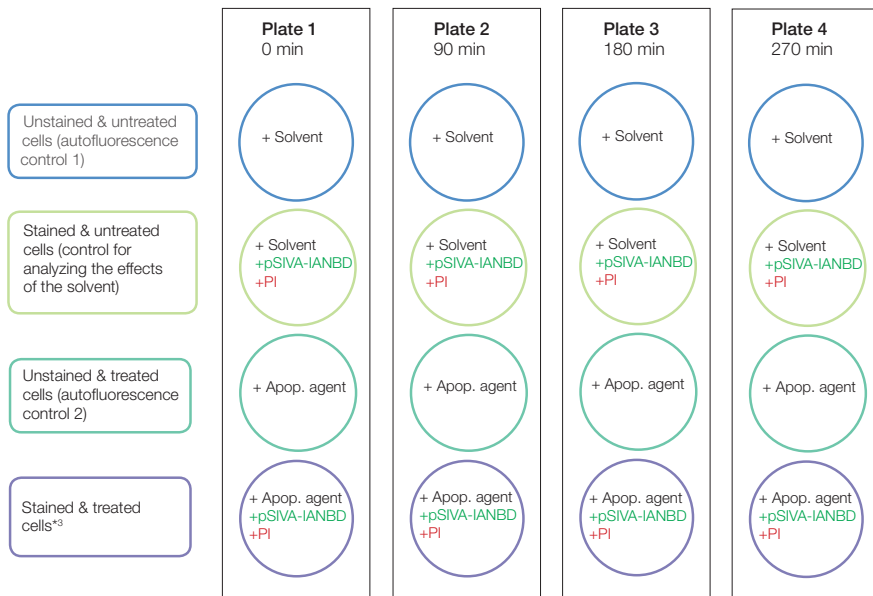 Plate 1
0 min
Plate 2
90 min
Plate 3
180 min
Plate 4
270 min
Unstained & untreated
cells (autofluorescence
control 1)
+ Solvent
+ Solvent
+ Solvent
+ Solvent
Stained & untreated
cells (control for
analyzing the effects
of the solvent)
+ Solvent
+pSIVA-IANBD
+PI
+ Solvent
+pSIVA-IANBD
+PI
+ Solvent
+pSIVA-IANBD
+PI
+ Solvent
+pSIVA-IANBD
+PI
Unstained & treated
cells (autofluorescence
control 2)
+ Apop. agent
+ Apop. agent
+ Apop. agent
+ Apop. agent
Stained & treated
cells*3
+ Apop. agent
+pSIVA-IANBD
+PI
+ Apop. agent
+pSIVA-IANBD
+PI
+ Apop. agent
+pSIVA-IANBD
+PI
+ Apop. agent
+pSIVA-IANBD
+PI